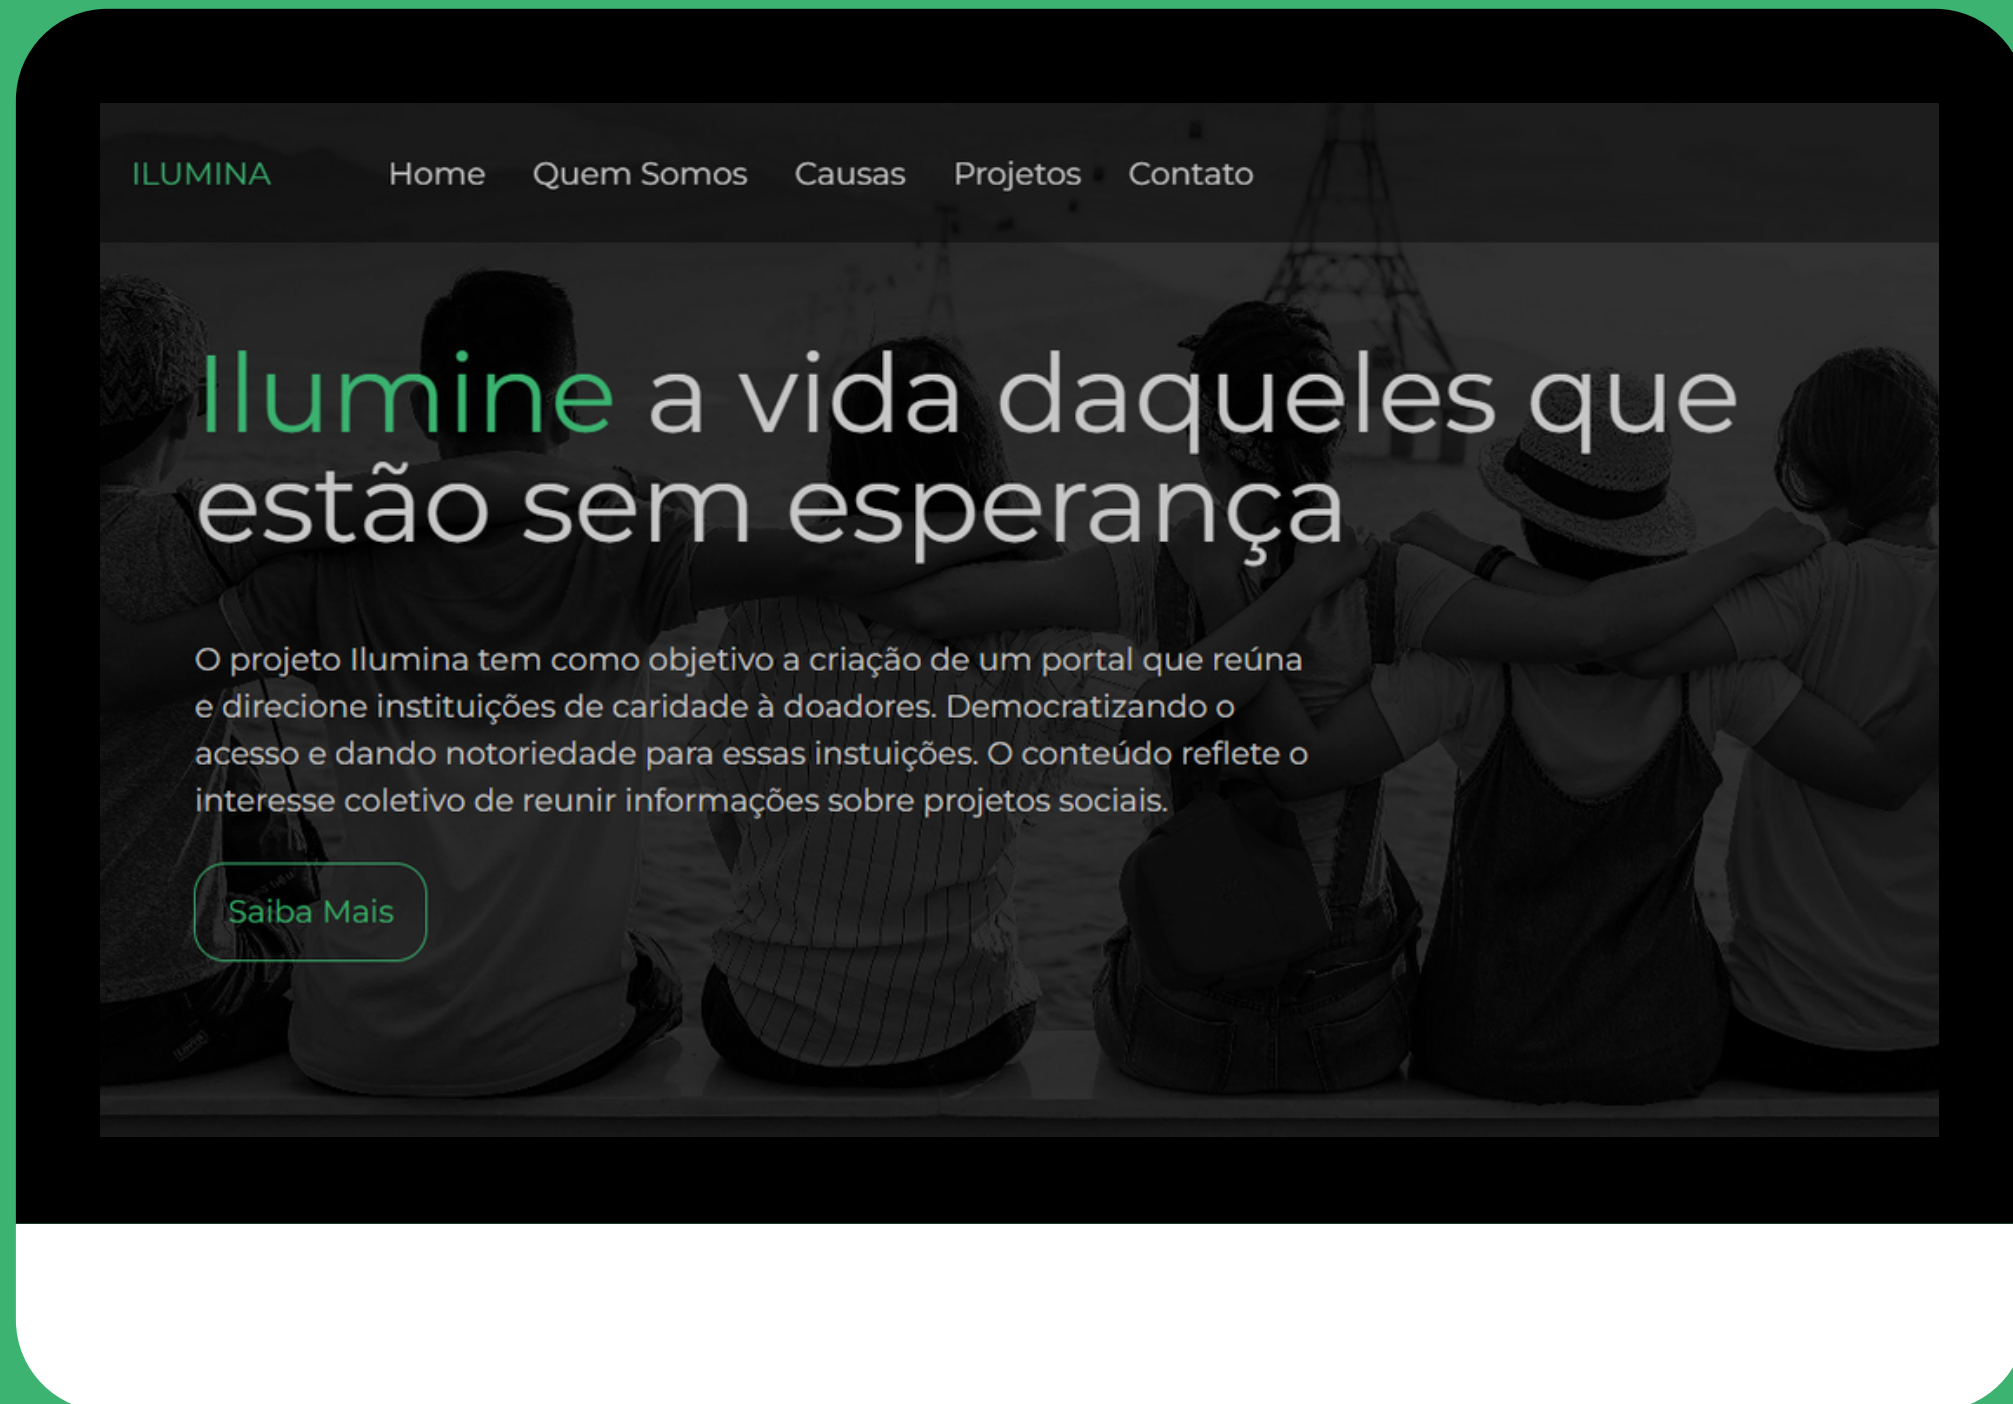 ILUMINA Home Quem Somos Causas Projetos Contato
Ilumine a vida daqueles que
estão sem esperança
O projeto Ilumina tem como objetivo a criação de um portal que reúna
e direcione instituições de caridade à doadores. Democratizando o
acesso e dando notoriedade para essas instuições. O conteúdo reflete o
interesse coletivo de reunir informações sobre projetos sociais.
Saiba Mais